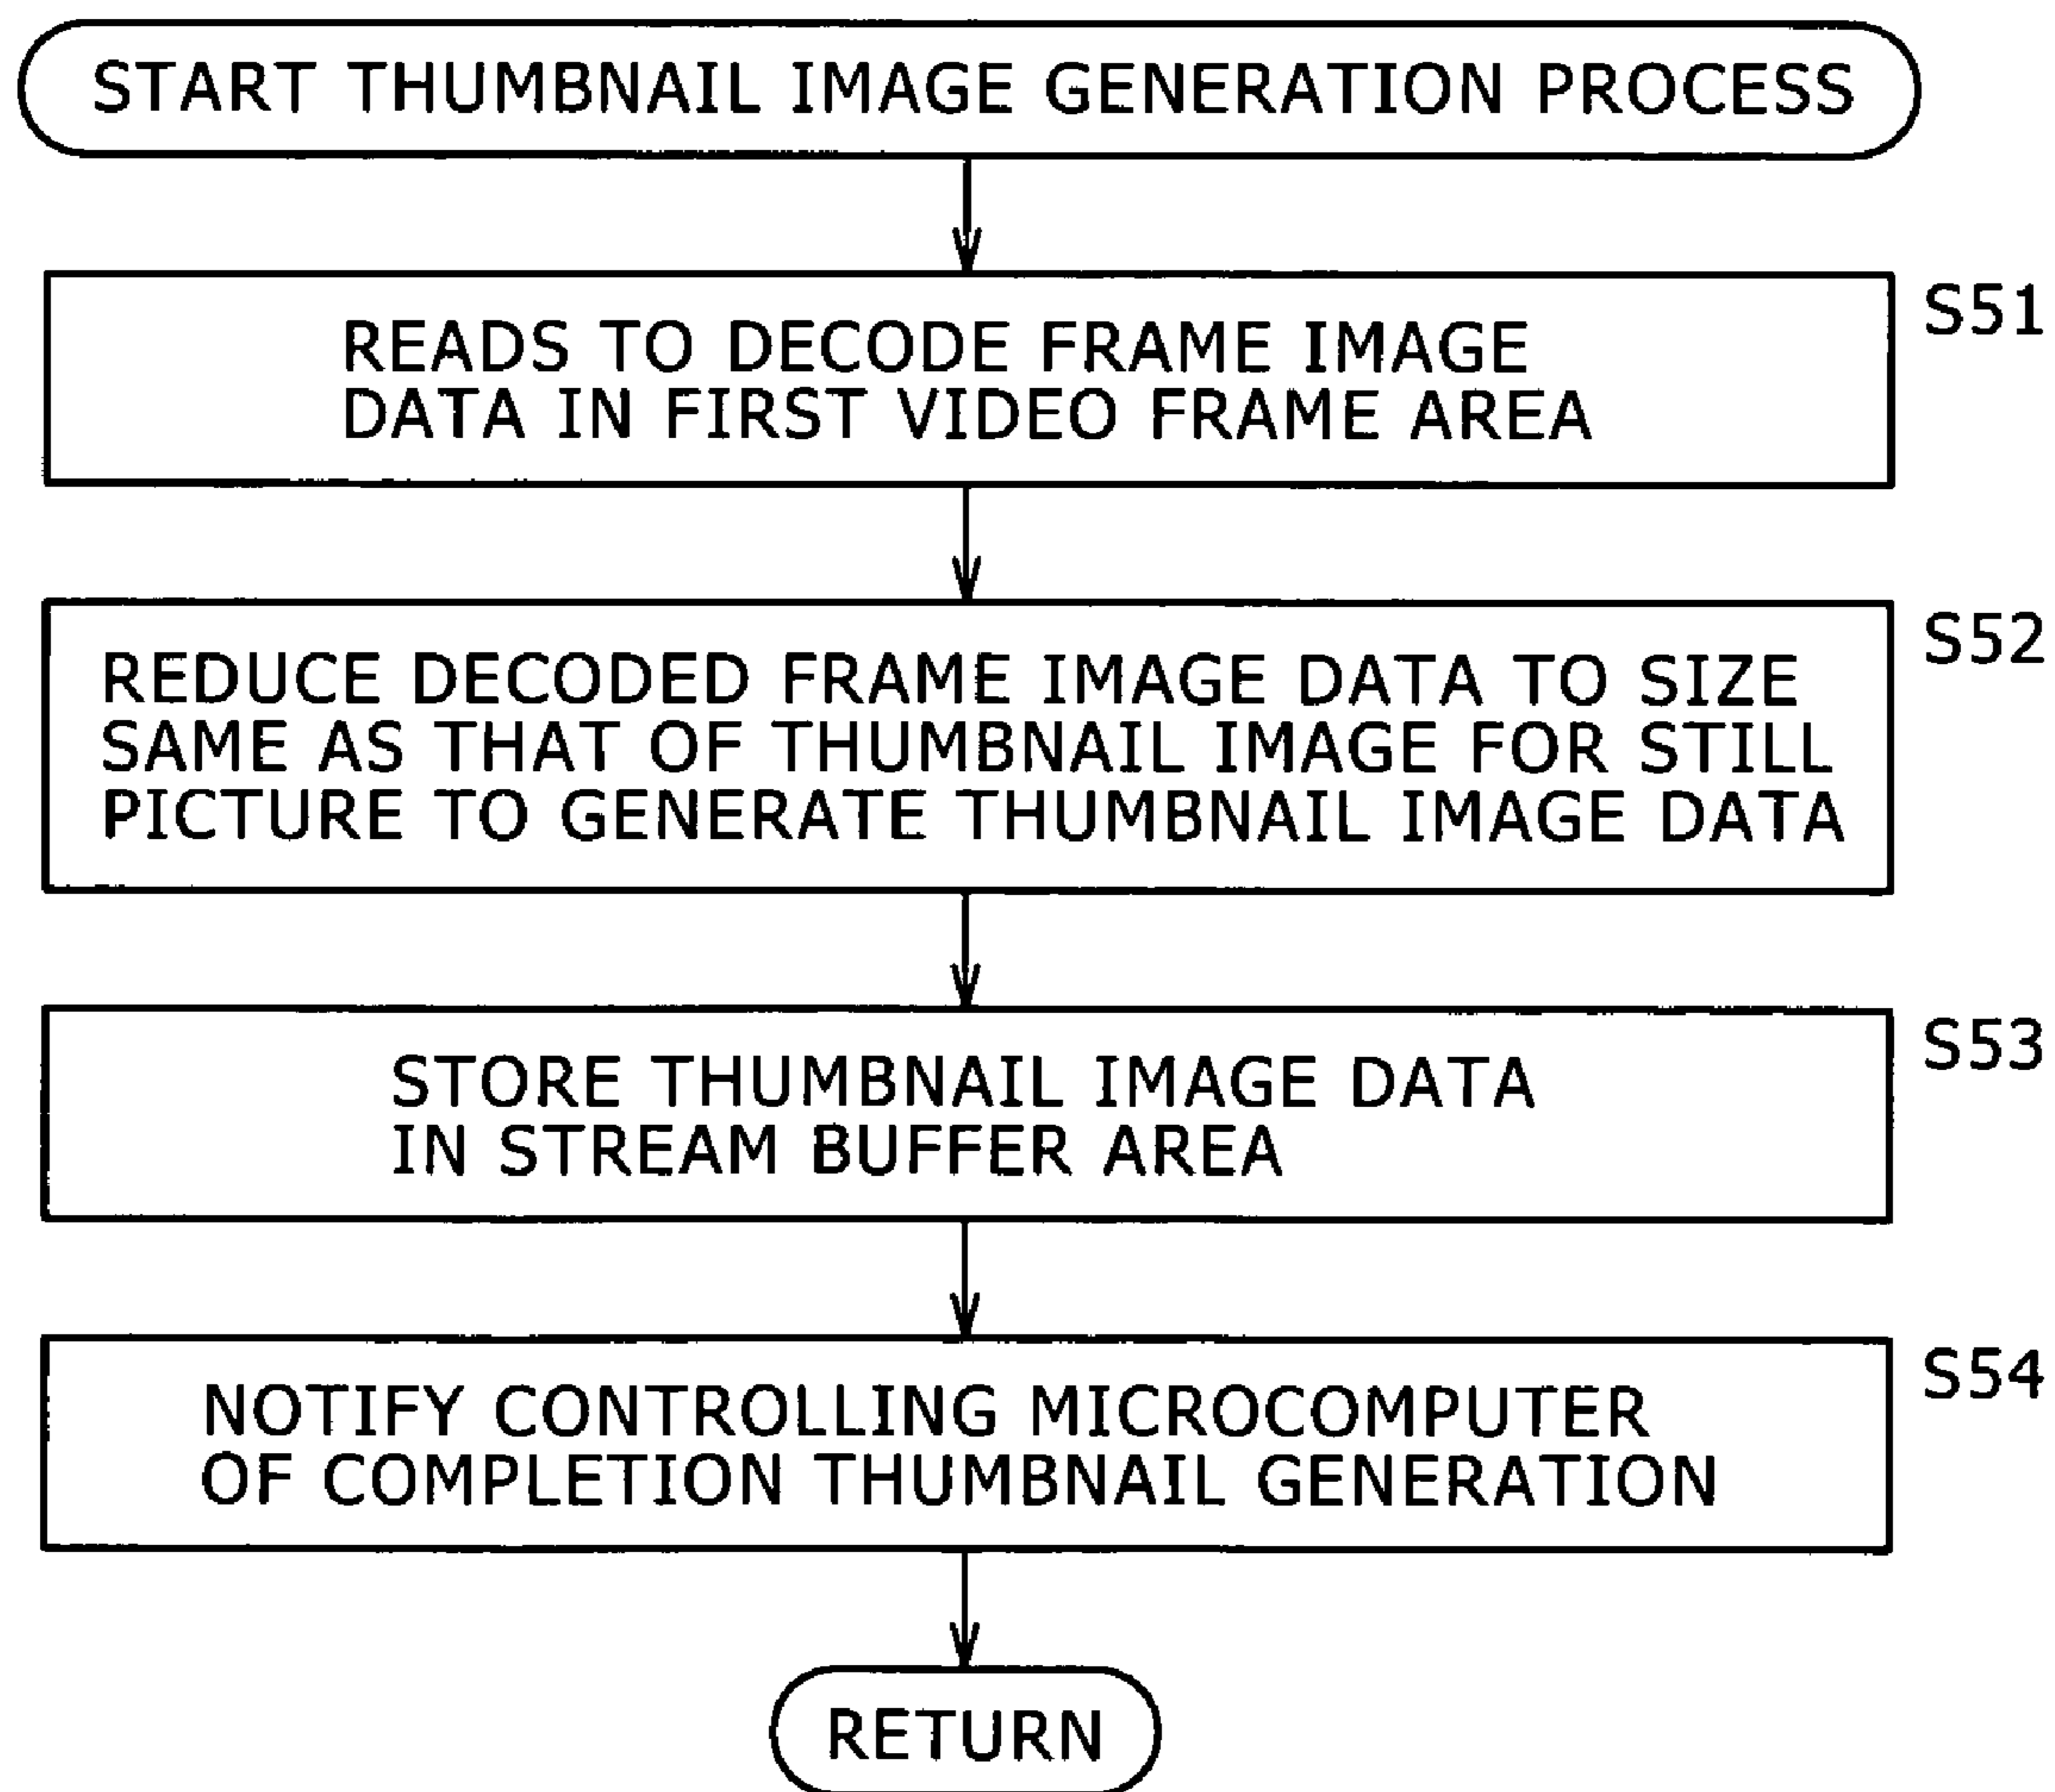 START THUMBNAIL IMAGE GENERATION PROCESS
S51
READS TO DECODE FRAME IMAGE
DATA IN FIRST VIDEO FRAME AREA
S52
REDUCE DECODED FRAME IMAGE DATA TO SIZE
SAME AS THAT OF THUMBNAIL IMAGE FOR STILL
PICTURE TO GENERATE THUMBNAIL IMAGE DATA
S53
STORE THUMBNAIL IMAGE DATA
IN STREAM BUFFER AREA
S54
NOTIFY CONTROLLING MICROCOMPUTER
OF COMPLETION THUMBNAIL GENERATION
RETURN